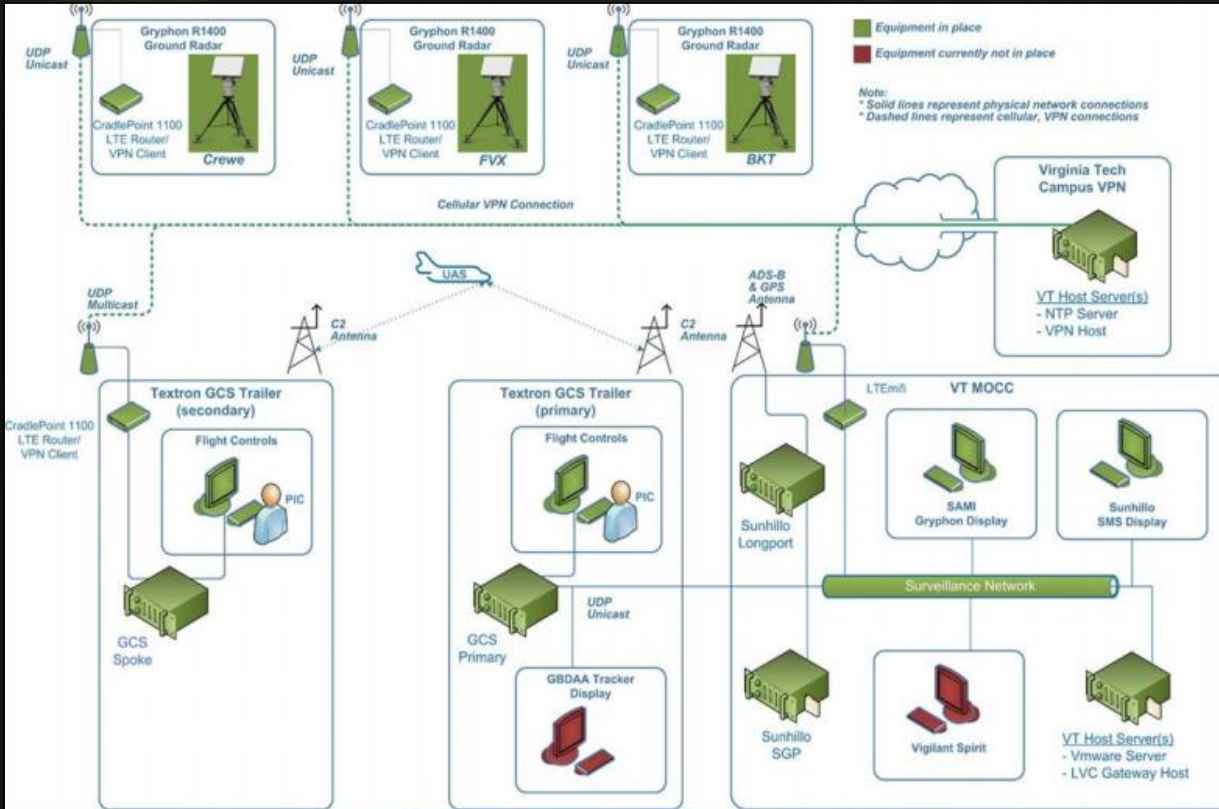 Gryphon R1400
Ground Radar
UDP
Unicast
CradlePoint 1100
LTE Router/
VPN Client
Crewe
Gryphon R1400
Ground Radar
UDP
Unicast
CradlePoint 1100
LTE Router/
VPN Client
FVX
Gryphon R1400
Ground Radar
UDP
Unicast
CradlePoint 1100
LTE Router/
VPN Client
BKT
Equipment in place
Equipment currently not in place
Note:
* Solid lines represent physical network connections
* Dashed lines represent cellular, VPN connections
Cellular VPN Connection
Virginia Tech
Campus VPN
VT Host Server(s)
- NTP Server
- VPN Host
UAS
UDP
Multicast
C2
Antenna
C2
Antenna
ADS-B
& GPS
Antenna
Textron GCS Trailer
(secondary)
CradlePoint 1100
LTE Router/
VPN Client
Flight Controls
PIC
GCS
Spoke
Textron GCS Trailer
(primary)
Flight Controls
PIC
GCS
Primary
UDP
Unicast
GBDAA Tracker
Display
LTEmifi
VT MOCC
Sunhillo
Longport
SAMI
Gryphon Display
Sunhillo
SMS Display
Surveillance Network
Sunhillo
SGP
Vigilant Spirit
VT Host Server(s)
- Vmware Server
- LVC Gateway Host